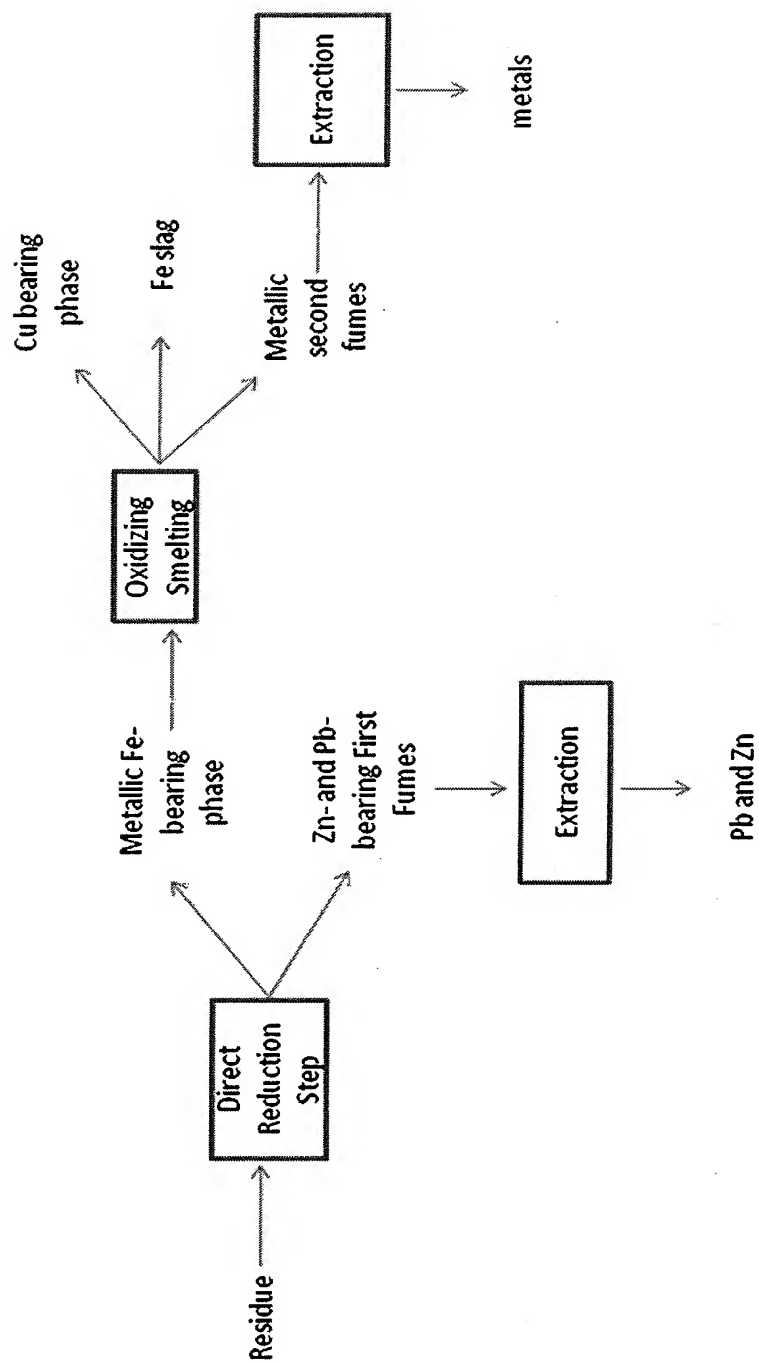 Residue
Direct
Reduction
Step
Metallic Fe-
bearing
phase
Zn- and Pb-
bearing First
Fumes
Extraction
Pb and Zn
Oxidizing
Smelting
Cu bearing
phase
Fe slag
Metallic
second
fumes
Extraction
metals